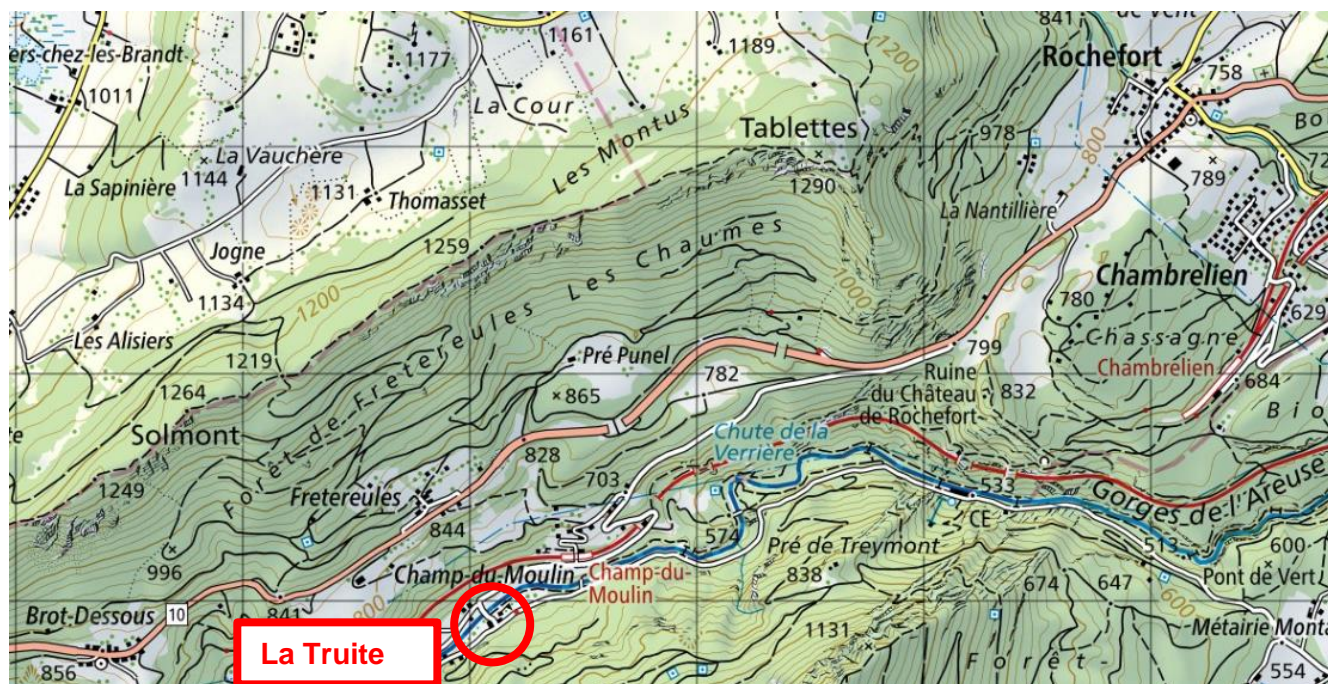 1161
841
de Vent
ers-chez-les-Brandt
1177
1189
1200
Rochefort
758
1011
La Cour
Les Montus
Tablettes
978
800
La Vauchère
1144
La Sapinière
1131
Thomasset
1290
789
La Nantillière
Jogne
1259
Les Chaumes
1134
1200
1000
780
Chambrelien
629
Les Alisiers
1219
Pré Punel
799
Chassagne
1264
865
782
Ruine
du Château
de Rochefort
832
Chambrelien
684
Solmont
Forêt de Fretereules
828
Chute de la
Verrière
1249
Fretereules
703
533
Gorges de l'Areuse
844
574
CE
Pré de Treymont
838
513
600
996
Champ-du-Moulin
Champ-du-
Moulin
674
647
Pont de Vert
Brot-Dessous
10
841
800
1131
600
Métairie Monta
La Truite
856
Forêt-
554